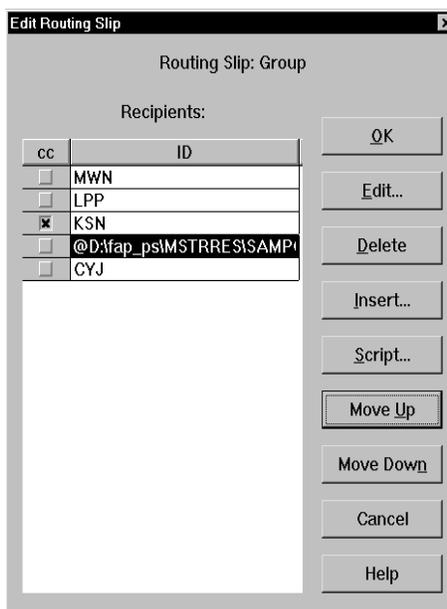 Edit Routing Slip
Routing Slip: Group
Recipients:
cc ID
MWN
LPP
KSN
@D:\fap_ps\MSTRRES\SAMP(
CYJ
OK
Edit...
Delete
Insert...
Script...
Move Up
Move Down
Cancel
Help